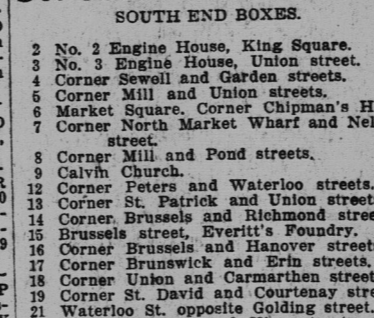 SOUTH END BOXES.
2 No. 2 Engine House, King Square.
3 No. 3 Engine House, Union street.
4 Corner Sewell and Garden streets.
5 Corner Mill and Union streets.
6 Market Square. Corner Chipman's H
7 Corner North Market Wharf and Nel
street.
8 Corner Mill and Pond streets.
9 Calvin Church.
12 Corner Peters and Waterloo streets.
13 Corner St. Patrick and Union street
14 Corner Brussels and Richmond stree
15 Brussels street, Everitt's Foundry.
16 Corner Brussels and Hanover street
17 Corner Brunswick and Erin streets.
18 Corner Union and Carmarthen street
19 Corner St. David and Courtenay stre
21 Waterloo St. opposite Golding street.